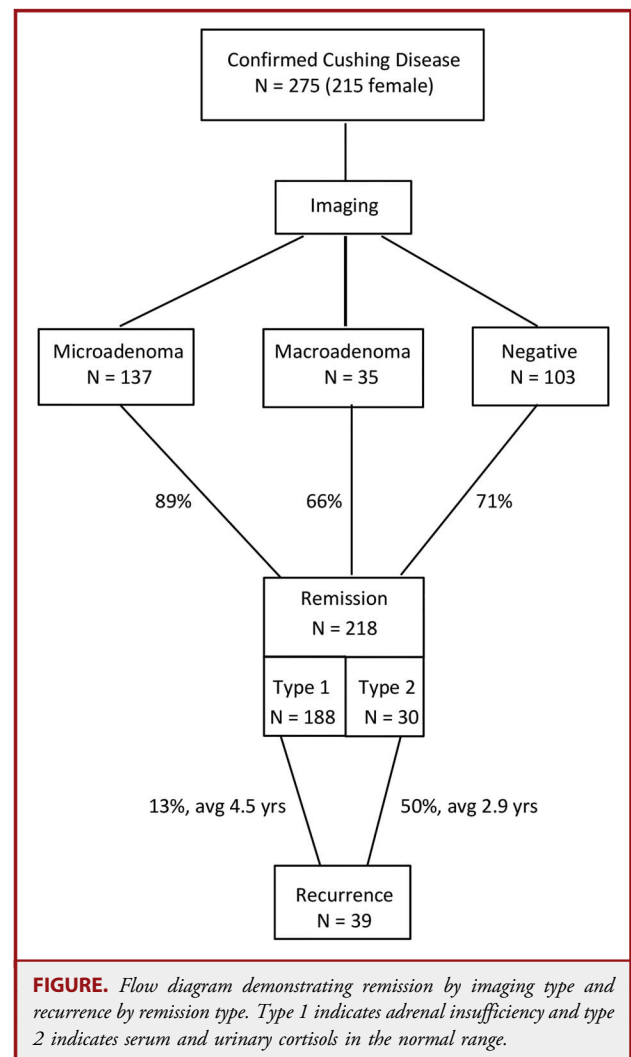 Confirmed Cushing Disease
N = 275 (215 female)
Imaging
Microadenoma
N = 137
Macroadenoma
N = 35
Negative
N = 103
89%
66%
71%
Remission
N = 218
Type 1
N = 188
Type 2
N = 30
13%, avg 4.5 yrs
50%, avg 2.9 yrs
Recurrence
N = 39
FIGURE. Flow diagram demonstrating remission by imaging type and
recurrence by remission type. Type 1 indicates adrenal insufficiency and type
2 indicates serum and urinary cortisols in the normal range.